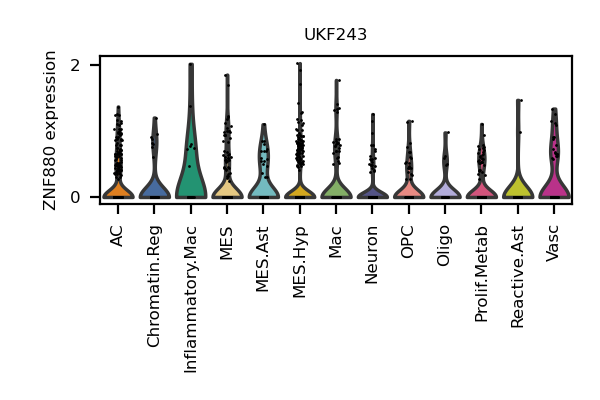 UKF243
ZNF880 expression
2
0
AC
Chromatin.Reg
Inflammatory.Mac
MES
MES.Ast
MES.Hyp
Mac
Neuron
OPC
Oligo
Prolif.Metab
Reactive.Ast
Vasc